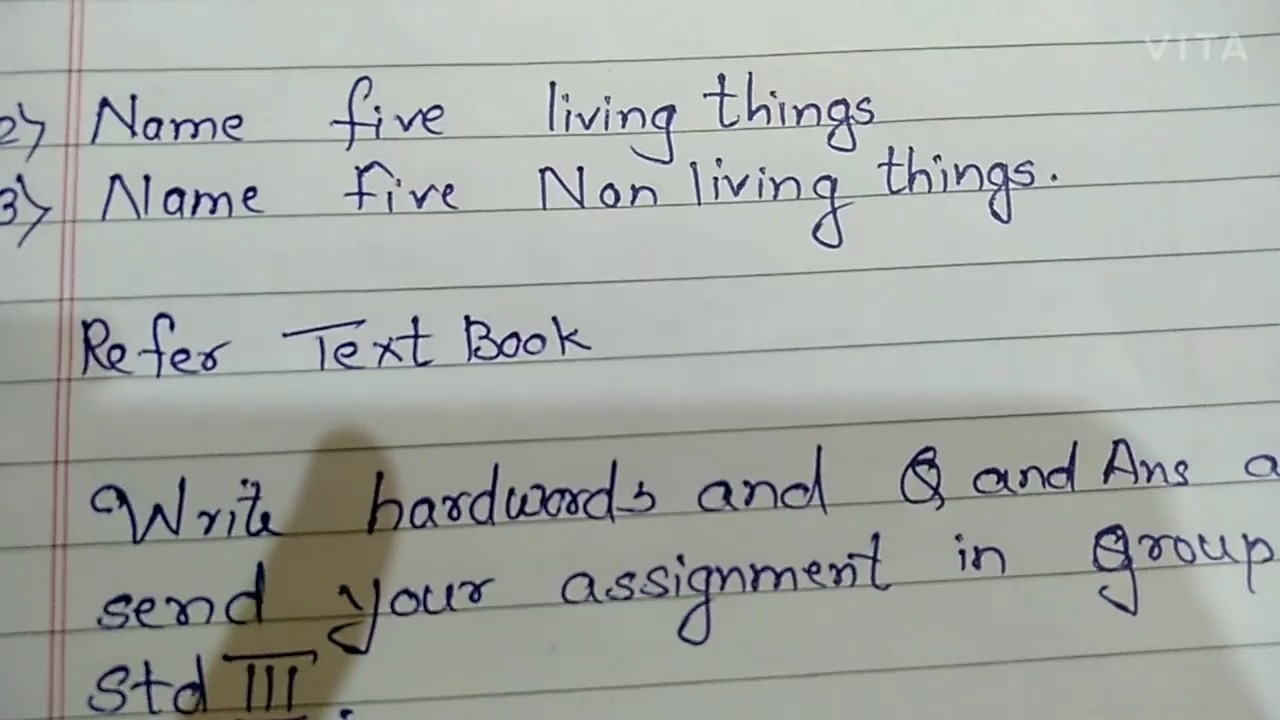 VITA
2) Name five living things
3) Name five Non living things.
Refer Text Book
Write hardwords and Q and Ans a
send your assignment in group
Std III.